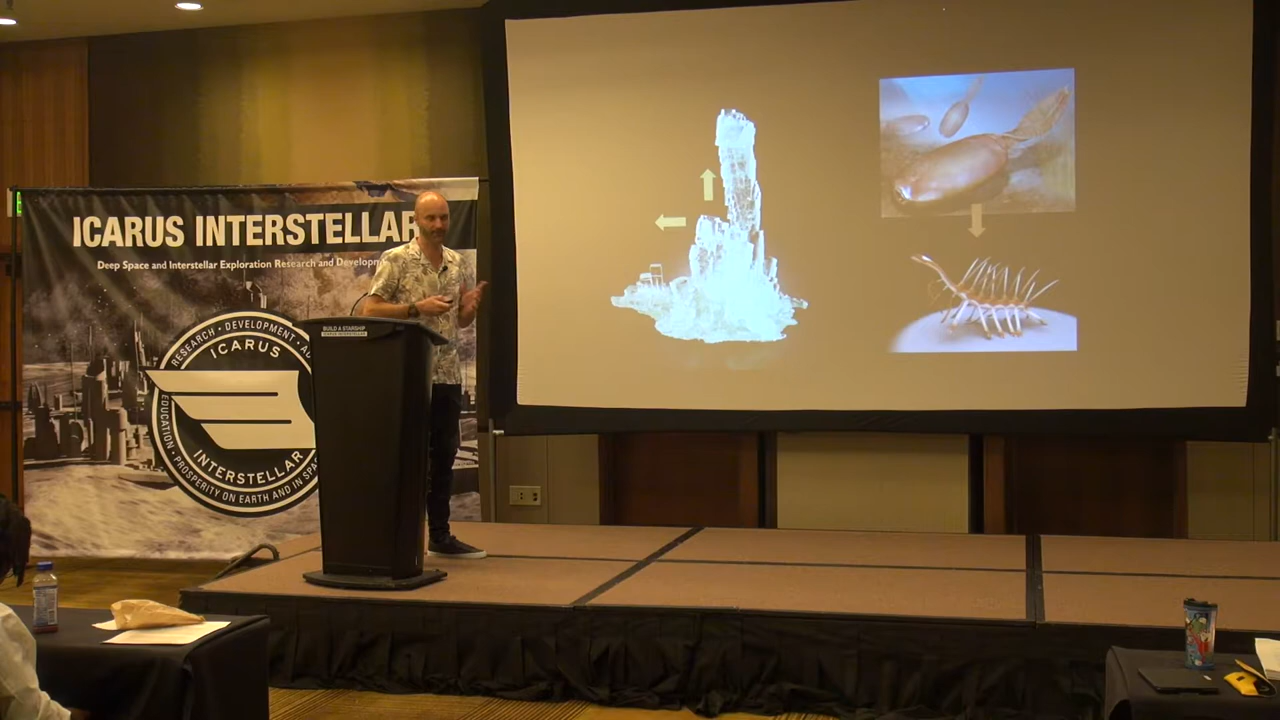 ICARUS INTERSTELLAR
Deep Space and Interstellar Exploration Research and Developm
RESEARCH • DEVELOPMENT •
ICARUS
INTERSTELLAR
EDUCATION • PROSPERITY ON EARTH AND IN SPA
BUILD A STARSHIP